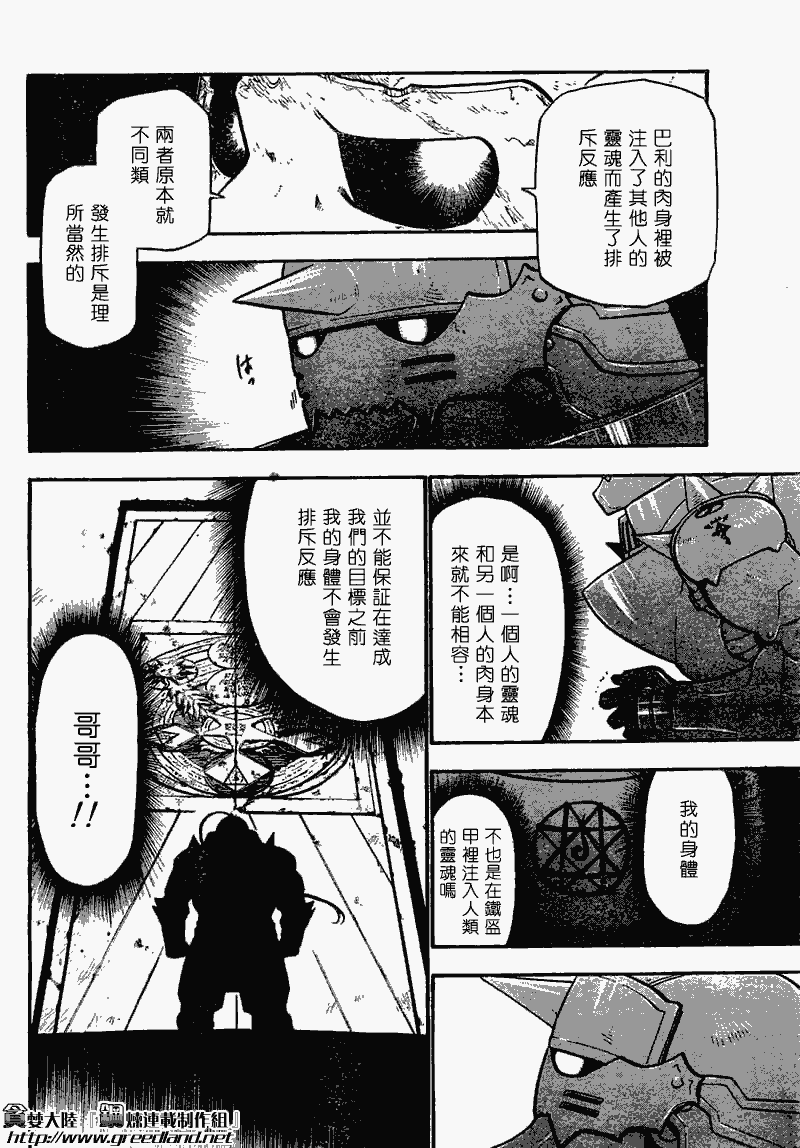 巴利的肉身裡被
注入了其他人的
靈魂而產生了排
斥反應
兩者原本就
不同類
發生排斥是理
所當然的
はっ
是啊…一個人的靈魂
和另一個人的肉身本
來就不能相容…
我的身體
不也是在鐵盔
甲裡注入人類
的靈魂嗎
並不能保証在達成
我們的目標之前
我的身體不會發生
排斥反應
哥哥…!!
貪婪大陸「鋼煉連載制作組」
http://www.greedland.net